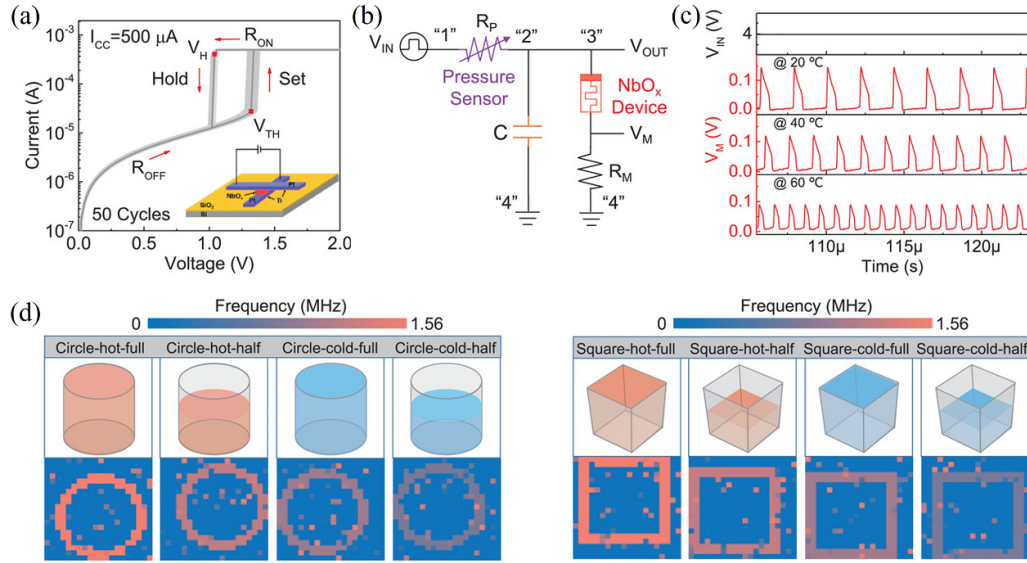 (a)
I_CC=500 μA
V_H
R_ON
Hold
Set
V_TH
R_OFF
50 Cycles
Pt
NbOₓ
Pt
Ti
SiO₂
Si
10⁻³
10⁻⁴
10⁻⁵
10⁻⁶
10⁻⁷
Current (A)
0.0 0.5 1.0 1.5 2.0
Voltage (V)
(b)
V_IN
"1"
R_P
"2"
"3"
V_OUT
Pressure
Sensor
NbOₓ
Device
C
V_M
R_M
"4"
"4"
(c)
V_IN (V)
4
@ 20 ℃
0.1
0.0
@ 40 ℃
0.1
0.0
@ 60 ℃
0.1
0.0
V_M (V)
110μ 115μ 120μ
Time (s)
(d)
Frequency (MHz)
0 1.56
Circle-hot-full Circle-hot-half Circle-cold-full Circle-cold-half
Frequency (MHz)
0 1.56
Square-hot-full Square-hot-half Square-cold-full Square-cold-half